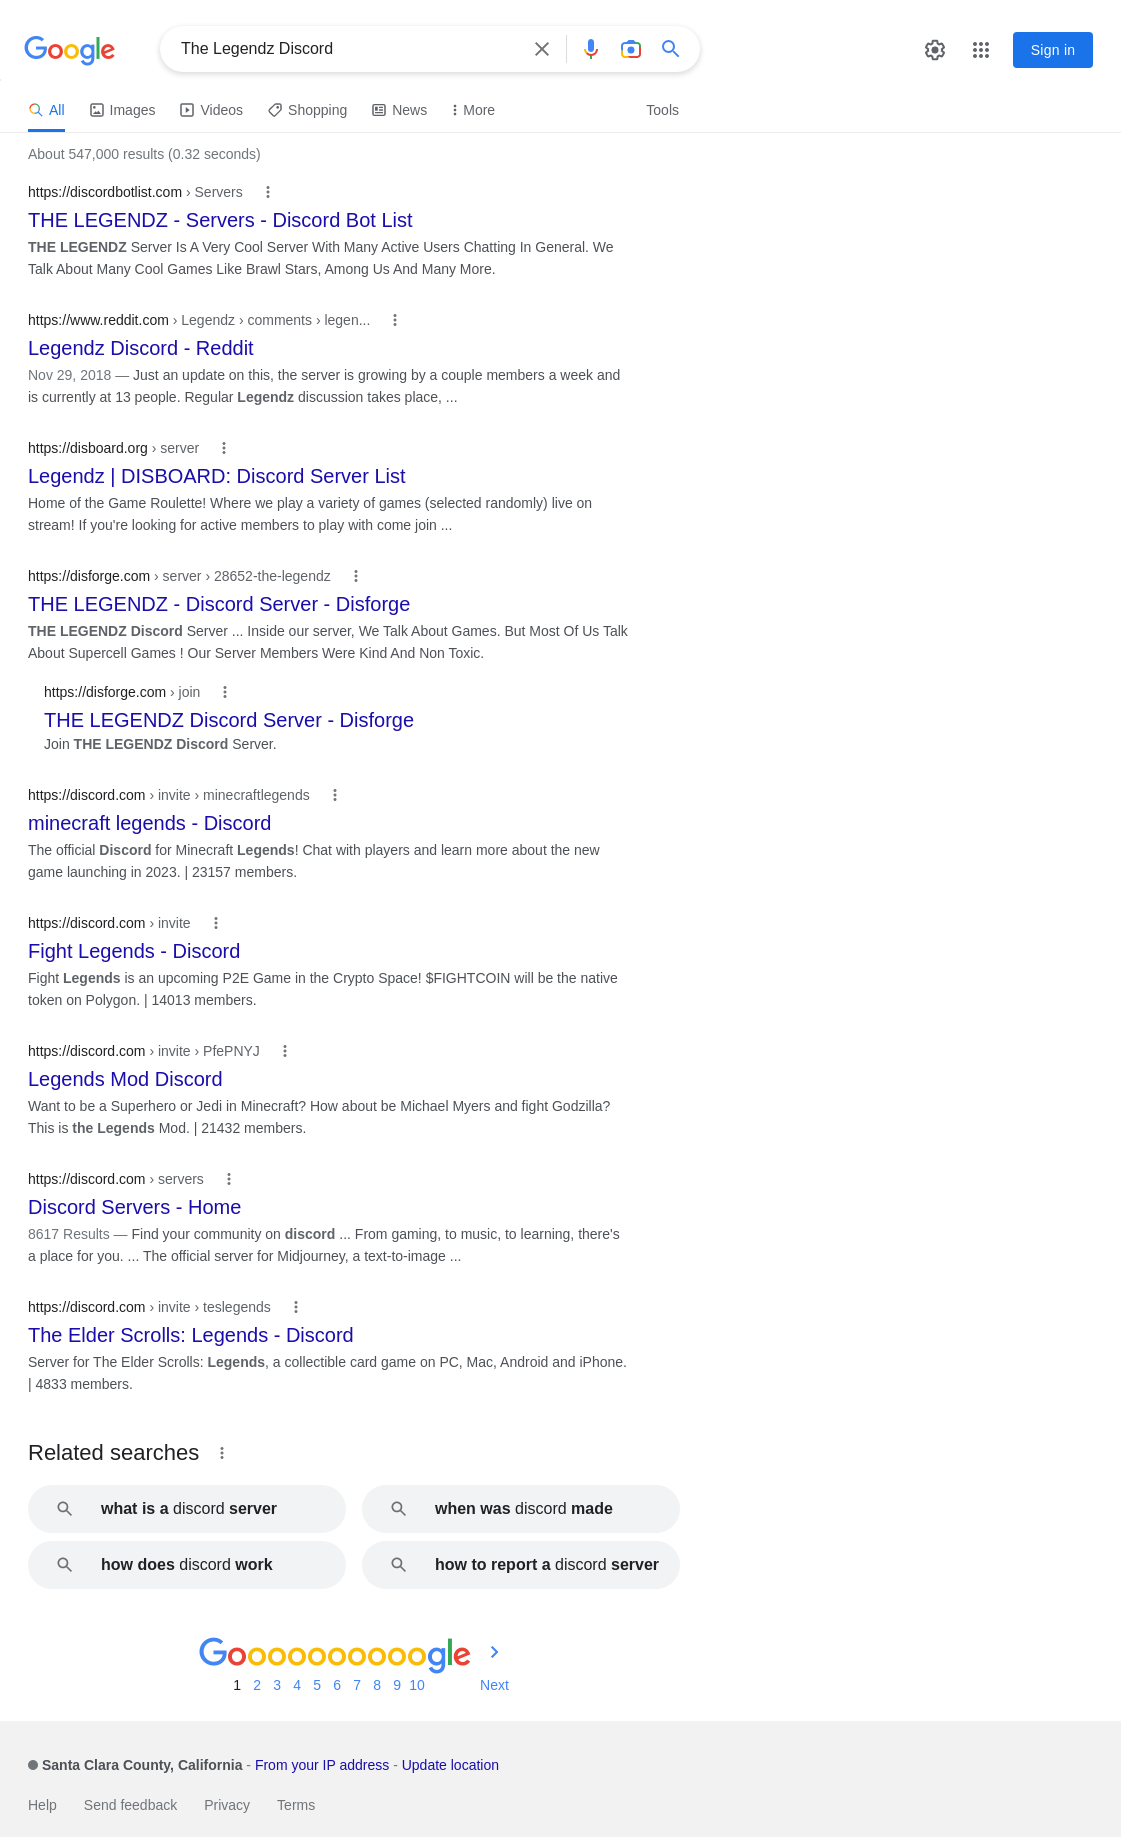 Google
The Legendz Discord
Sign in
All Images Videos Shopping News More Tools
About 547,000 results (0.32 seconds)
https://discordbotlist.com › Servers
THE LEGENDZ - Servers - Discord Bot List
THE LEGENDZ Server Is A Very Cool Server With Many Active Users Chatting In General. We
Talk About Many Cool Games Like Brawl Stars, Among Us And Many More.
https://www.reddit.com › Legendz › comments › legen...
Legendz Discord - Reddit
Nov 29, 2018 — Just an update on this, the server is growing by a couple members a week and
is currently at 13 people. Regular Legendz discussion takes place, ...
https://disboard.org › server
Legendz | DISBOARD: Discord Server List
Home of the Game Roulette! Where we play a variety of games (selected randomly) live on
stream! If you're looking for active members to play with come join ...
https://disforge.com › server › 28652-the-legendz
THE LEGENDZ - Discord Server - Disforge
THE LEGENDZ Discord Server ... Inside our server, We Talk About Games. But Most Of Us Talk
About Supercell Games ! Our Server Members Were Kind And Non Toxic.
https://disforge.com › join
THE LEGENDZ Discord Server - Disforge
Join THE LEGENDZ Discord Server.
https://discord.com › invite › minecraftlegends
minecraft legends - Discord
The official Discord for Minecraft Legends! Chat with players and learn more about the new
game launching in 2023. | 23157 members.
https://discord.com › invite
Fight Legends - Discord
Fight Legends is an upcoming P2E Game in the Crypto Space! $FIGHTCOIN will be the native
token on Polygon. | 14013 members.
https://discord.com › invite › PfePNYJ
Legends Mod Discord
Want to be a Superhero or Jedi in Minecraft? How about be Michael Myers and fight Godzilla?
This is the Legends Mod. | 21432 members.
https://discord.com › servers
Discord Servers - Home
8617 Results — Find your community on discord ... From gaming, to music, to learning, there's
a place for you. ... The official server for Midjourney, a text-to-image ...
https://discord.com › invite › teslegends
The Elder Scrolls: Legends - Discord
Server for The Elder Scrolls: Legends, a collectible card game on PC, Mac, Android and iPhone.
| 4833 members.
Related searches
what is a discord server
when was discord made
how does discord work
how to report a discord server
Goooooooooogle
1 2 3 4 5 6 7 8 9 10 Next
Santa Clara County, California - From your IP address - Update location
Help Send feedback Privacy Terms